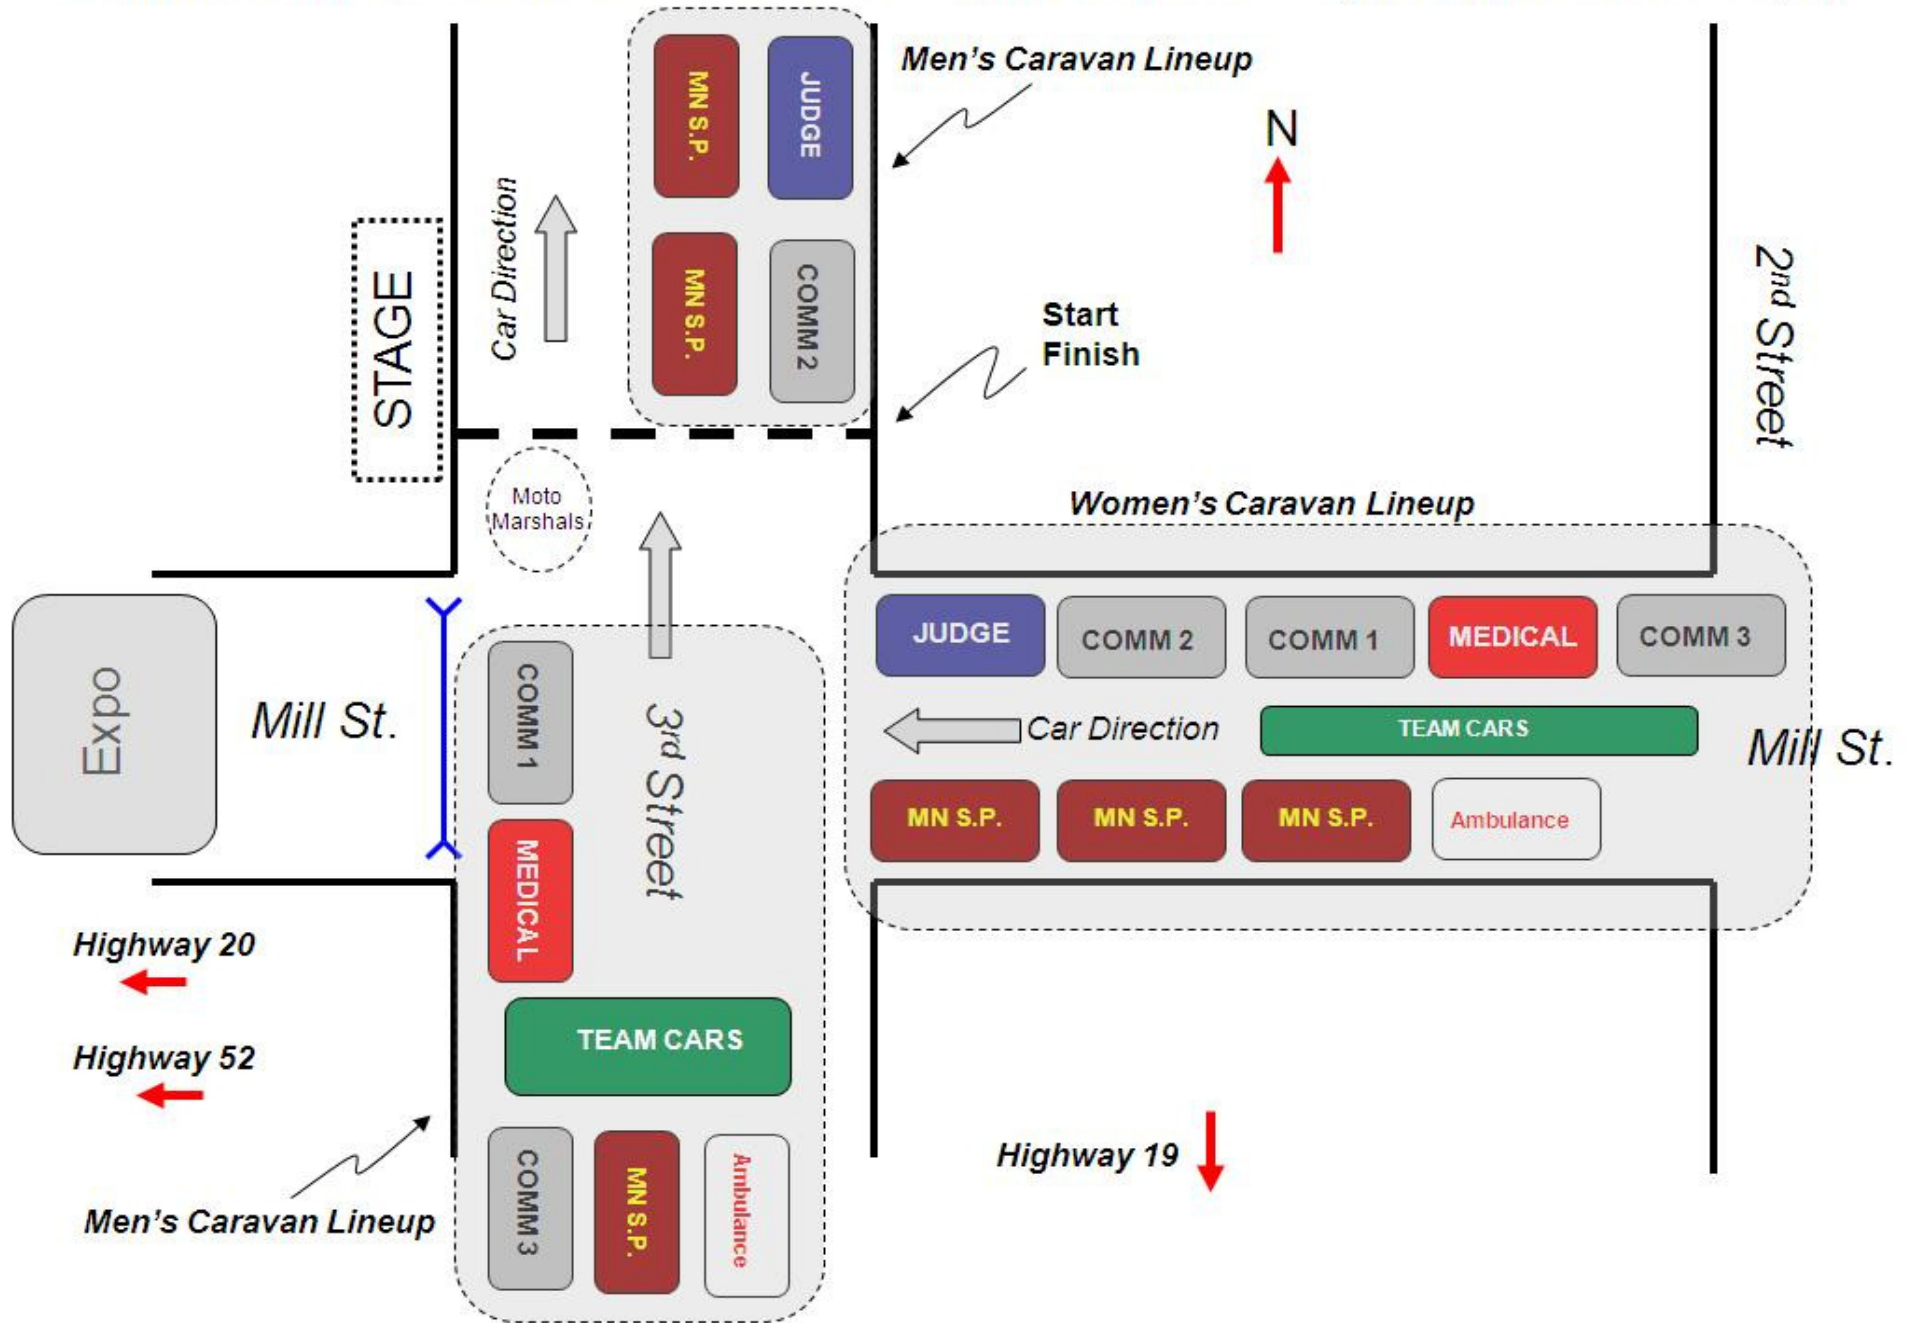 Men's Caravan Lineup
MN S.P.
JUDGE
N
Car Direction
MN S.P.
COMM 2
STAGE
Start
Finish
2nd Street
Moto
Marshals
Women's Caravan Lineup
JUDGE
COMM 2
COMM 1
MEDICAL
COMM 3
Expo
Mill St.
COMM 1
3rd Street
Car Direction
TEAM CARS
Mill St.
MN S.P.
MN S.P.
MN S.P.
Ambulance
MEDICAL
Highway 20
TEAM CARS
Highway 52
COMM 3
MN S.P.
Ambulance
Highway 19
Men's Caravan Lineup